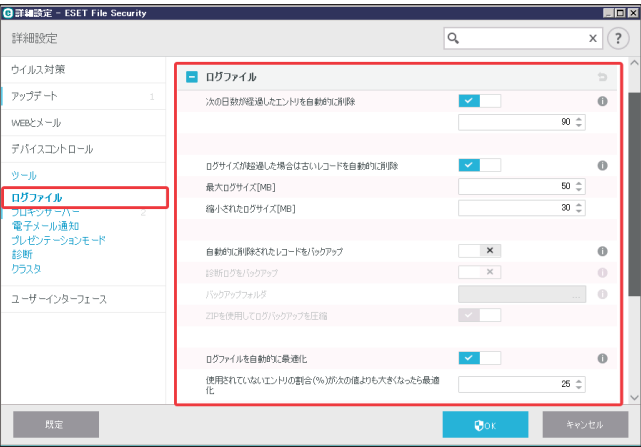 詳細設定 - ESET File Security
詳細設定
x
?
ウイルス対策
アップデート 1
WEBとメール
デバイスコントロール
ツール
ログファイル
プロキシサーバー 2
電子メール通知
プレゼンテーションモード
診断
クラスタ
ユーザーインターフェース
ログファイル
次の日数が経過したエントリを自動的に削除
90
ログサイズが超過した場合は古いレコードを自動的に削除
最大ログサイズ[MB] 50
縮小されたログサイズ[MB] 30
自動的に削除されたレコードをバックアップ
診断ログをバックアップ
バックアップフォルダ ...
ZIPを使用してログバックアップを圧縮
ログファイルを自動的に最適化
使用されていないエントリの割合(%)が次の値よりも大きくなったら最適
化 25
既定
OK
キャンセル